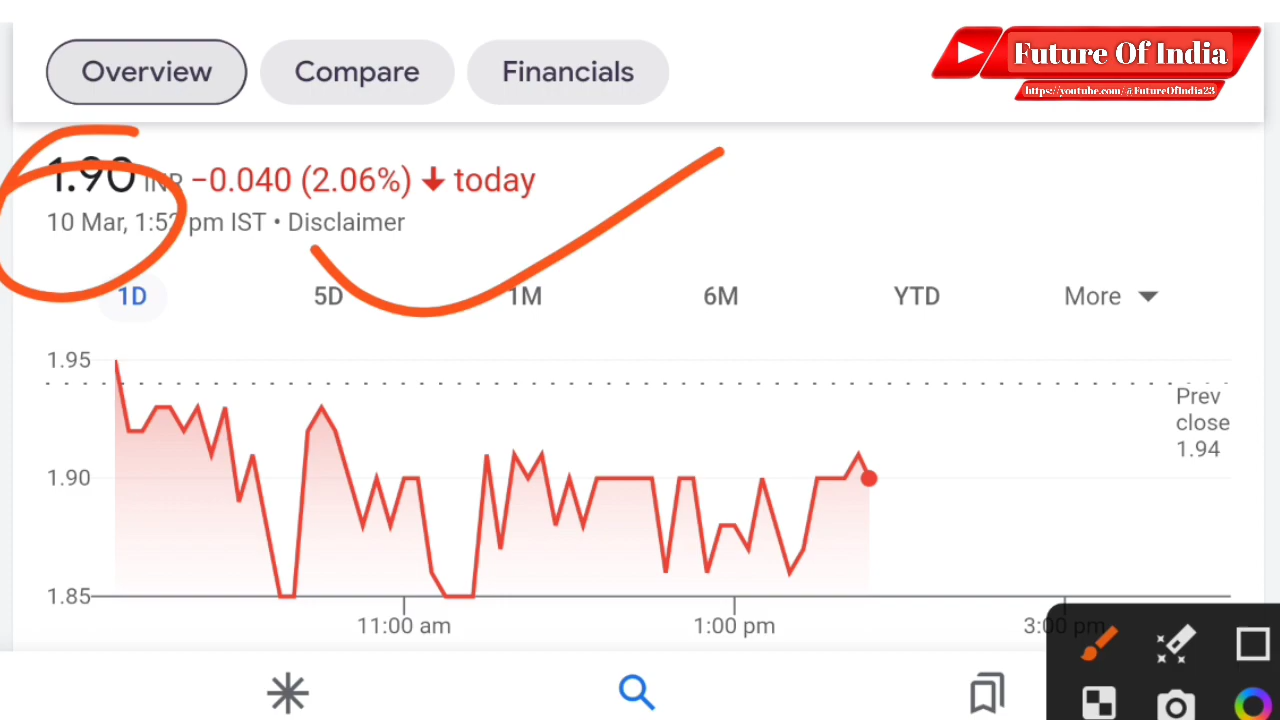 Overview Compare Financials
Future Of India
https://youtube.com/@FutureOfIndia23
1.90 INR −0.040 (2.06%) ↓ today
10 Mar, 1:53 pm IST • Disclaimer
1D 5D 1M 6M YTD More
1.95
Prev
close
1.94
1.90
1.85
11:00 am 1:00 pm 3:00 pm